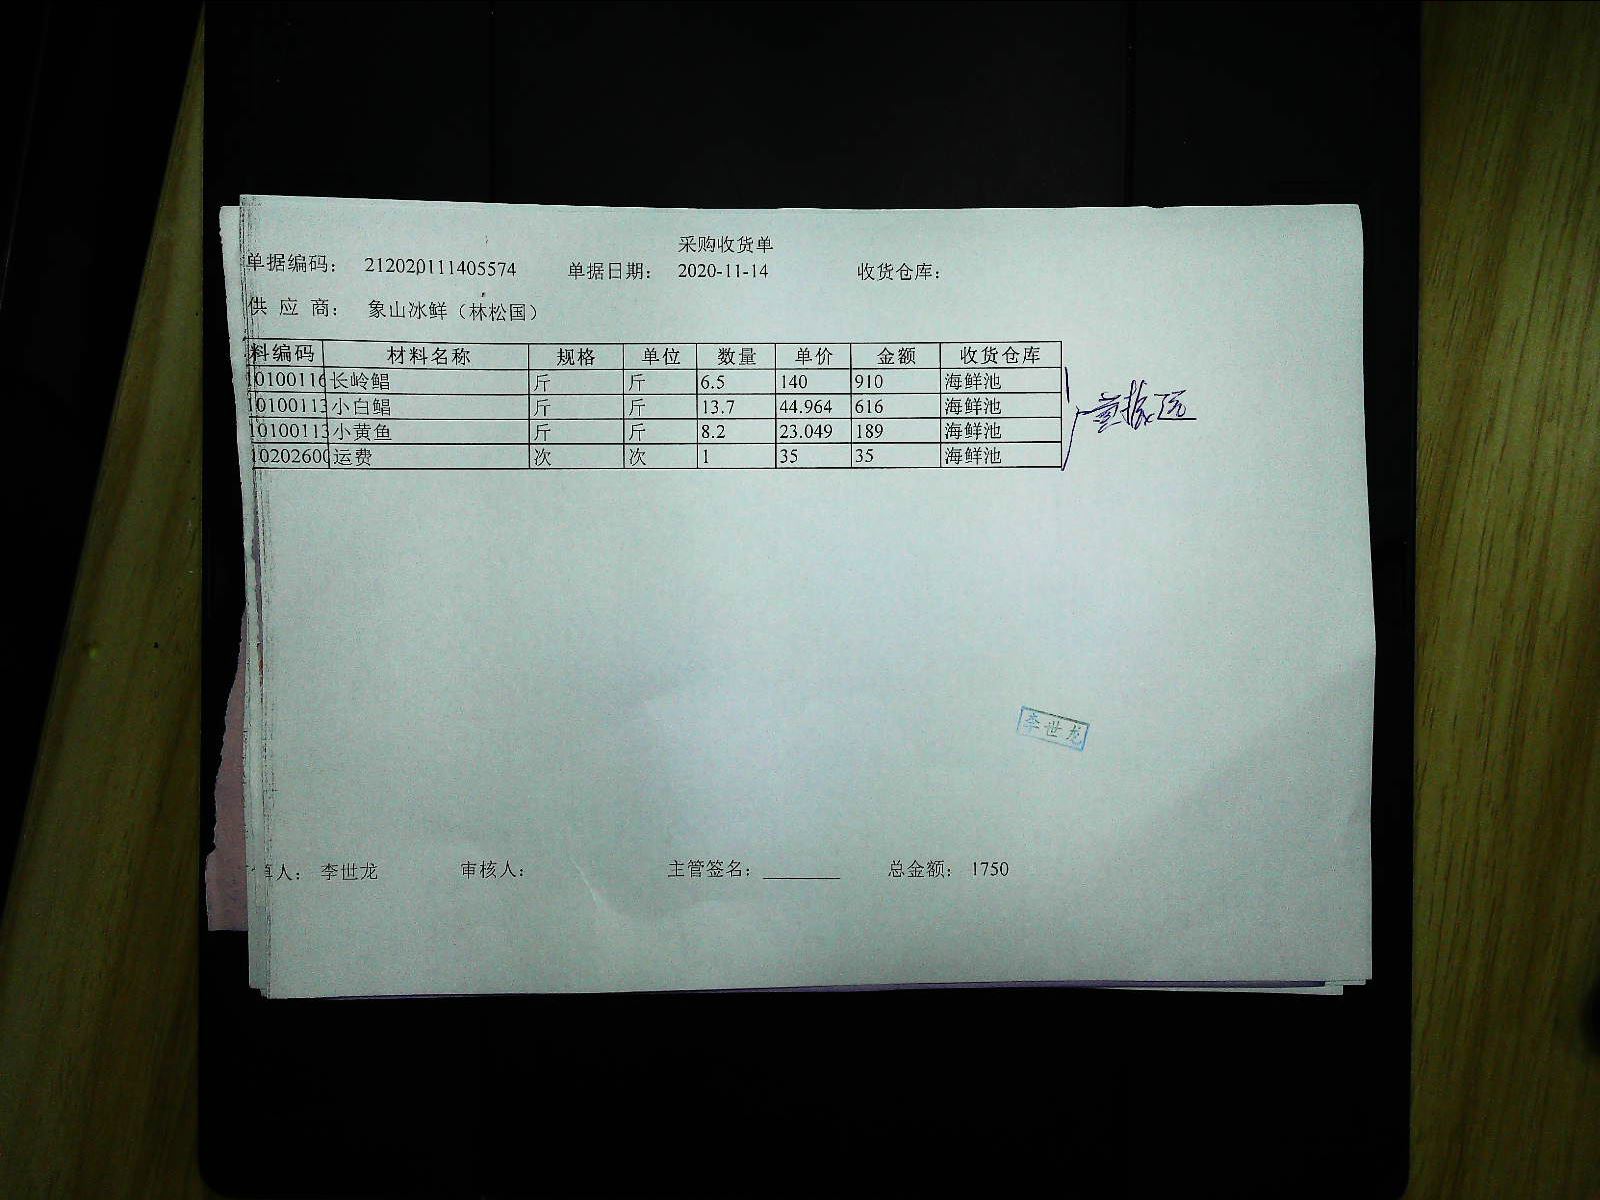 采购收货单
单据编码： 212020111405574 单据日期： 2020-11-14 收货仓库：
供 应 商： 象山冰鲜（林松国）
料编码 材料名称 规格 单位 数量 单价 金额 收货仓库
10100116 长岭鲳 斤 斤 6.5 140 910 海鲜池
10100113 小白鲳 斤 斤 13.7 44.964 616 海鲜池
10100113 小黄鱼 斤 斤 8.2 23.049 189 海鲜池
10202600 运费 次 次 1 35 35 海鲜池
李世龙
单人： 李世龙 审核人： 主管签名： 总金额： 1750